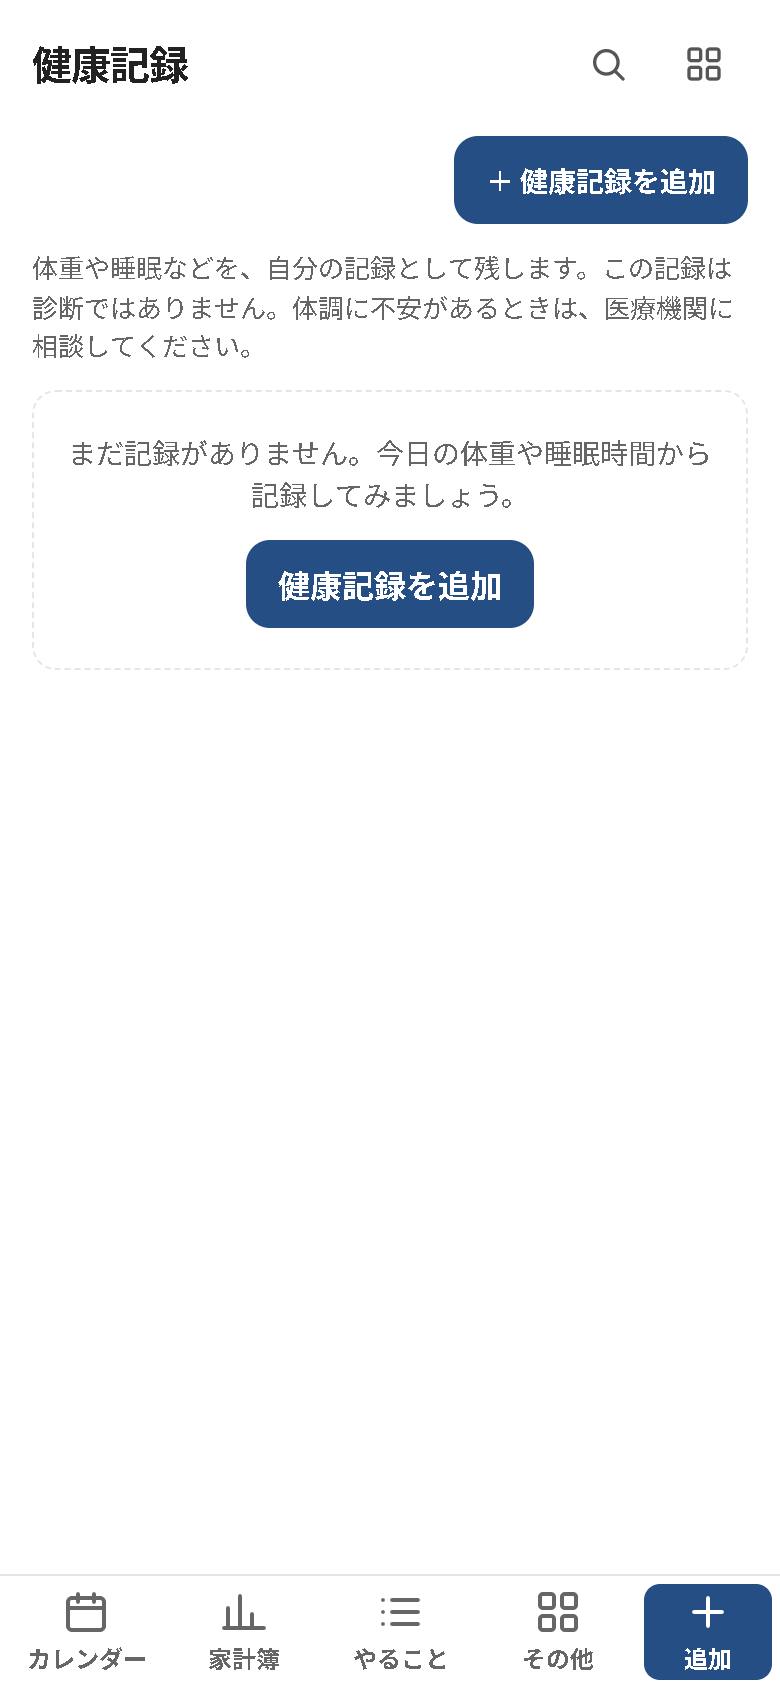 健康記録
+ 健康記録を追加
体重や睡眠などを、自分の記録として残します。この記録は
診断ではありません。体調に不安があるときは、医療機関に
相談してください。
まだ記録がありません。今日の体重や睡眠時間から
記録してみましょう。
健康記録を追加
カレンダー
家計簿
やること
その他
追加